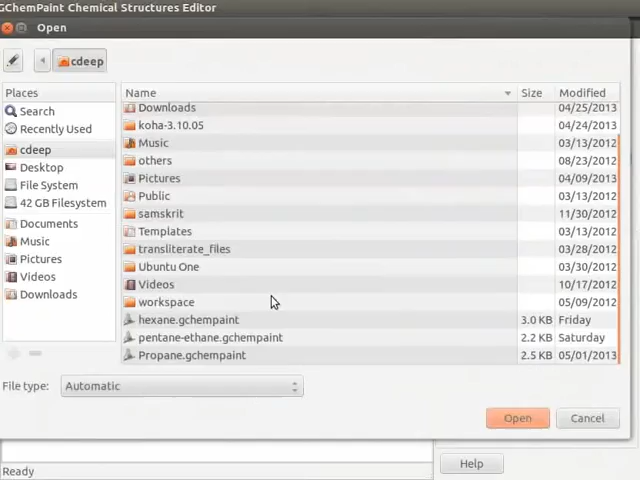 GChemPaint Chemical Structures Editor
Open
cdeep
Places
Name Size Modified
Search
Recently Used
cdeep
Desktop
File System
42 GB Filesystem
Documents
Music
Pictures
Videos
Downloads
Downloads 04/25/2013
koha-3.10.05 04/24/2013
Music 03/13/2012
others 08/23/2012
Pictures 04/09/2013
Public 03/13/2012
samskrit 11/30/2012
Templates 03/13/2012
transliterate_files 03/28/2012
Ubuntu One 03/30/2012
Videos 10/17/2012
workspace 05/09/2012
hexane.gchempaint 3.0 KB Friday
pentane-ethane.gchempaint 2.2 KB Saturday
Propane.gchempaint 2.5 KB 05/01/2013
File type: Automatic
Open Cancel
Help
Ready